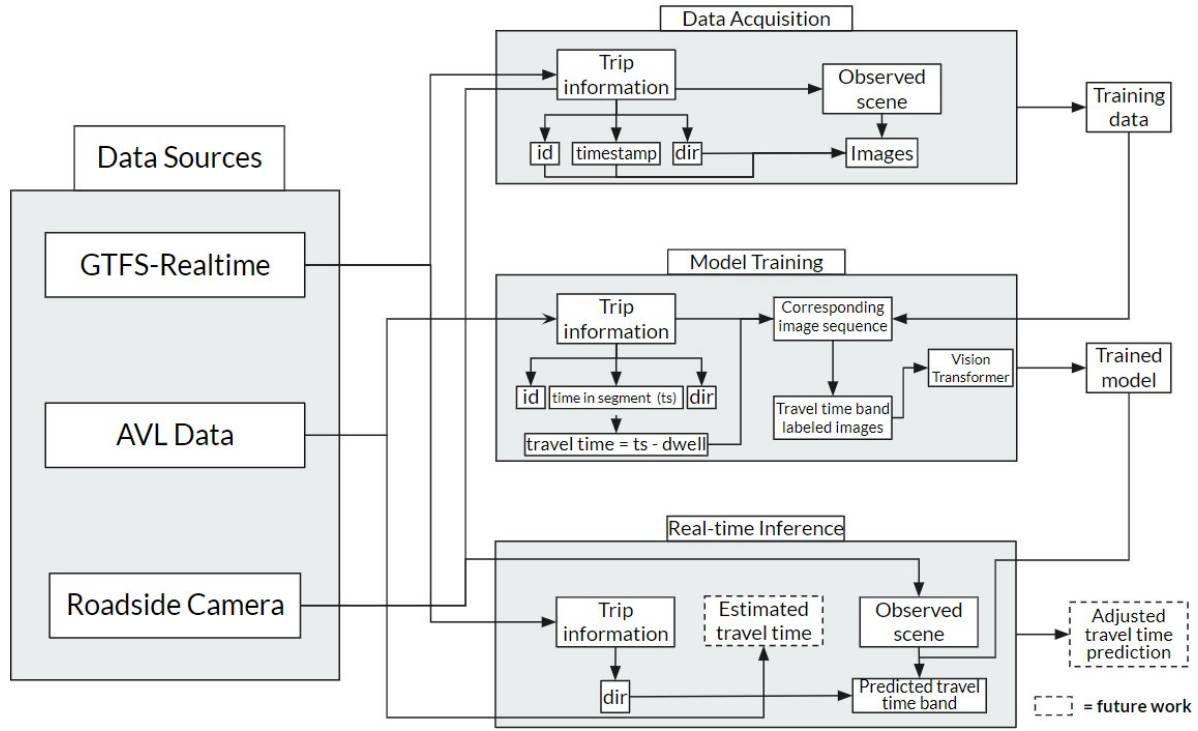 Data Sources
GTFS-Realtime
AVL Data
Roadside Camera
Data Acquisition
Trip
information
id
timestamp
dir
Observed
scene
Images
Training
data
Model Training
Trip
information
id
time in segment (ts)
dir
travel time = ts - dwell
Corresponding
image sequence
Travel time band
labeled images
Vision
Transformer
Trained
model
Real-time Inference
Trip
information
dir
Estimated
travel time
Observed
scene
Predicted travel
time band
Adjusted
travel time
prediction
= future work